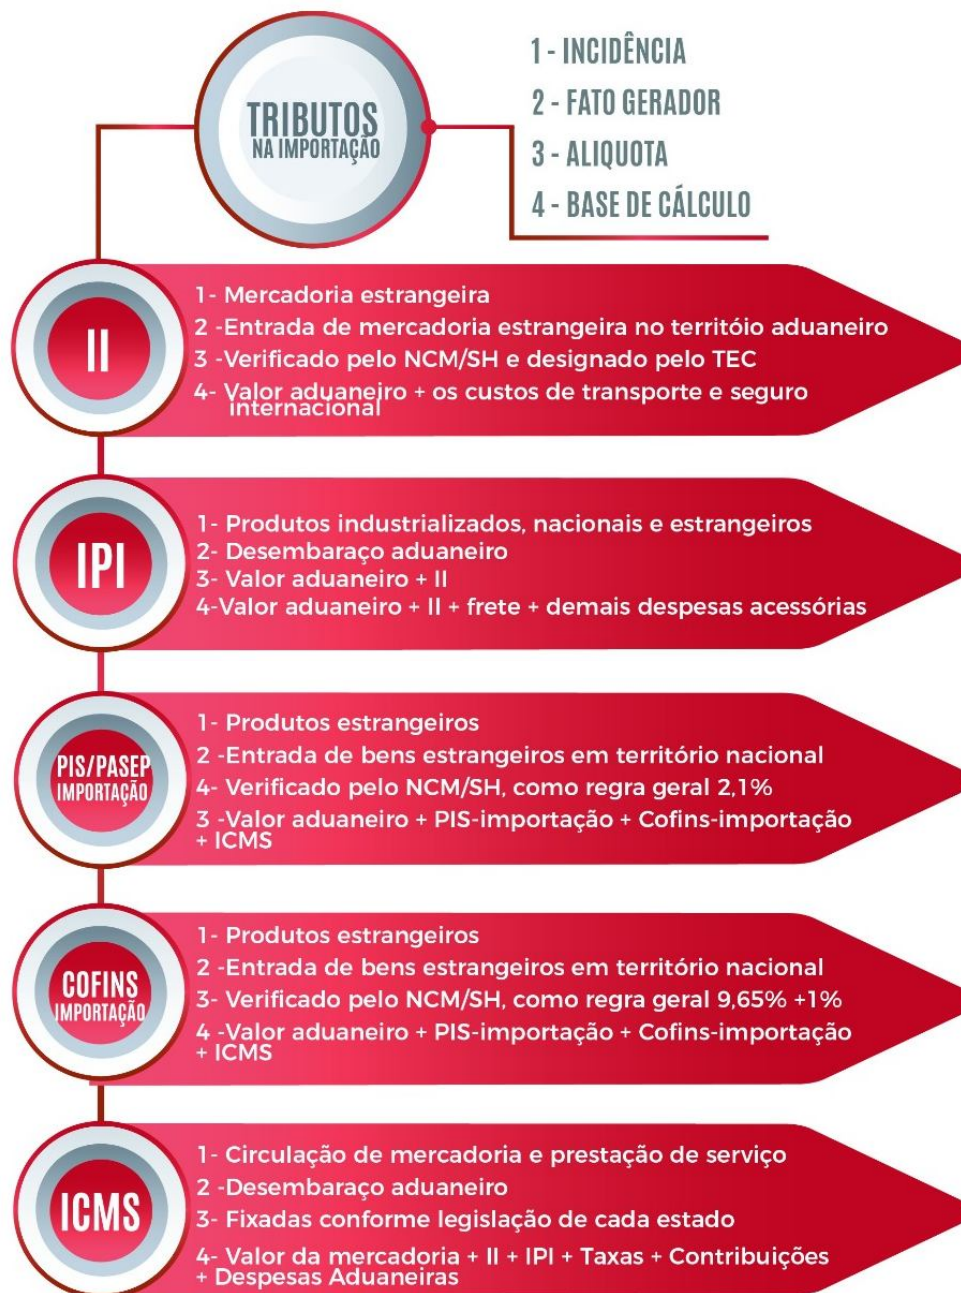 TRIBUTOS
NA IMPORTAÇÃO
1 - INCIDÊNCIA
2 - FATO GERADOR
3 - ALIQUOTA
4 - BASE DE CÁLCULO
II
1- Mercadoria estrangeira
2 -Entrada de mercadoria estrangeira no territóio aduaneiro
3 -Verificado pelo NCM/SH e designado pelo TEC
4- Valor aduaneiro + os custos de transporte e seguro
internacional
IPI
1- Produtos industrializados, nacionais e estrangeiros
2- Desembaraço aduaneiro
3- Valor aduaneiro + II
4-Valor aduaneiro + II + frete + demais despesas acessórias
PIS/PASEP
IMPORTAÇÃO
1- Produtos estrangeiros
2 -Entrada de bens estrangeiros em território nacional
4- Verificado pelo NCM/SH, como regra geral 2,1%
3 -Valor aduaneiro + PIS-importação + Cofins-importação
+ ICMS
COFINS
IMPORTAÇÃO
1- Produtos estrangeiros
2 -Entrada de bens estrangeiros em território nacional
3- Verificado pelo NCM/SH, como regra geral 9,65% +1%
4 -Valor aduaneiro + PIS-importação + Cofins-importação
+ ICMS
ICMS
1- Circulação de mercadoria e prestação de serviço
2 -Desembaraço aduaneiro
3- Fixadas conforme legislação de cada estado
4- Valor da mercadoria + II + IPI + Taxas + Contribuições
+ Despesas Aduaneiras